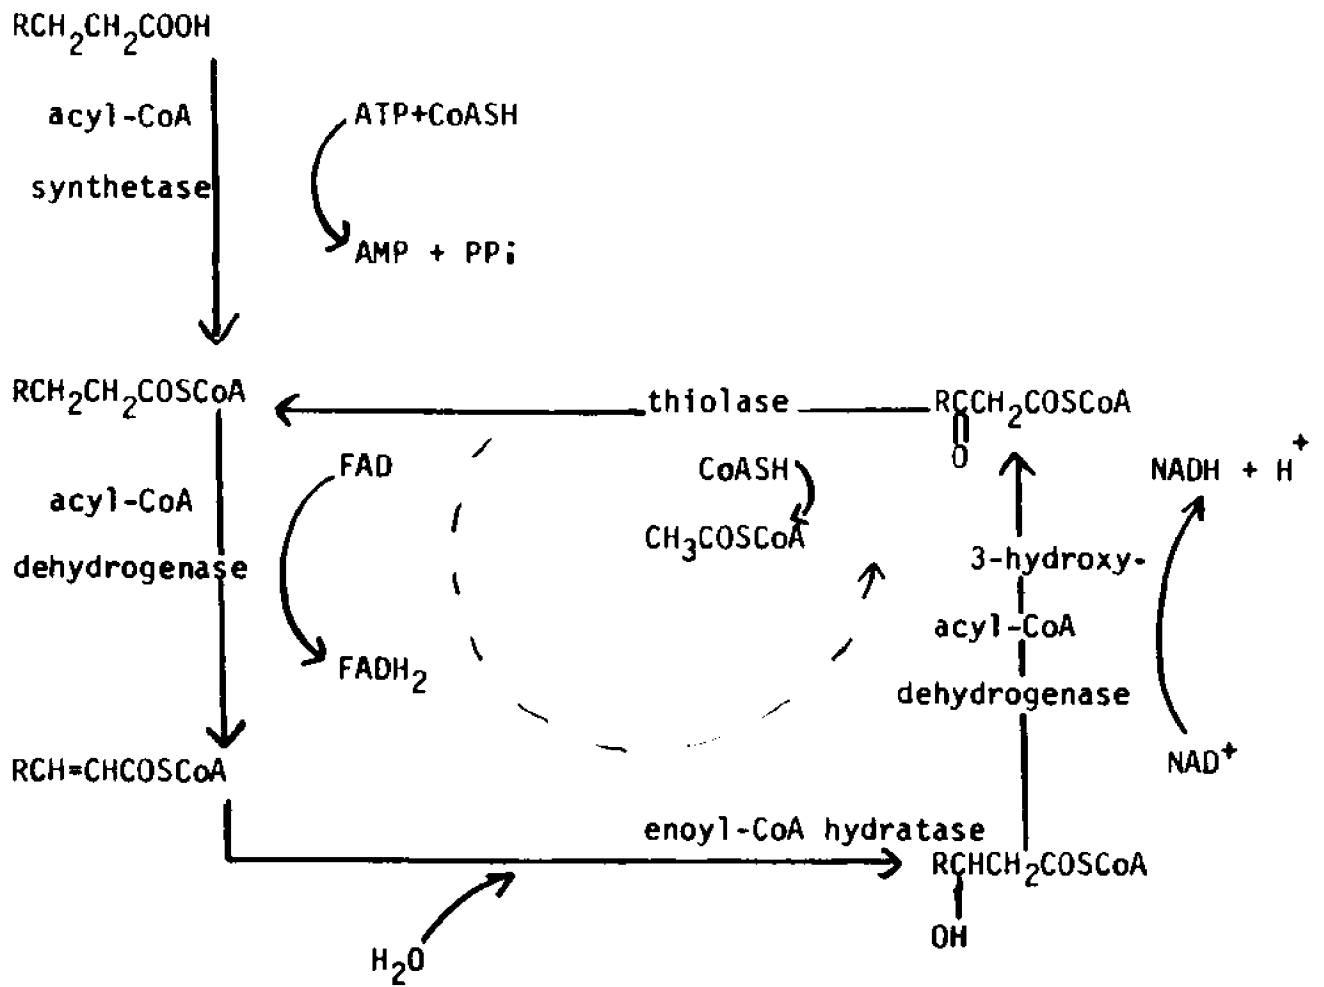 RCH2CH2COOH
acyl-CoA
synthetase
ATP+CoASH
AMP + PPi
RCH2CH2COSCoA
thiolase
RCCH2COSCoA
O
FAD
acyl-CoA
dehydrogenase
FADH2
CoASH
CH3COSCoA
NADH + H+
3-hydroxy-
acyl-CoA
dehydrogenase
NAD+
RCH=CHCOSCoA
enoyl-CoA hydratase
RCHCH2COSCoA
OH
H2O